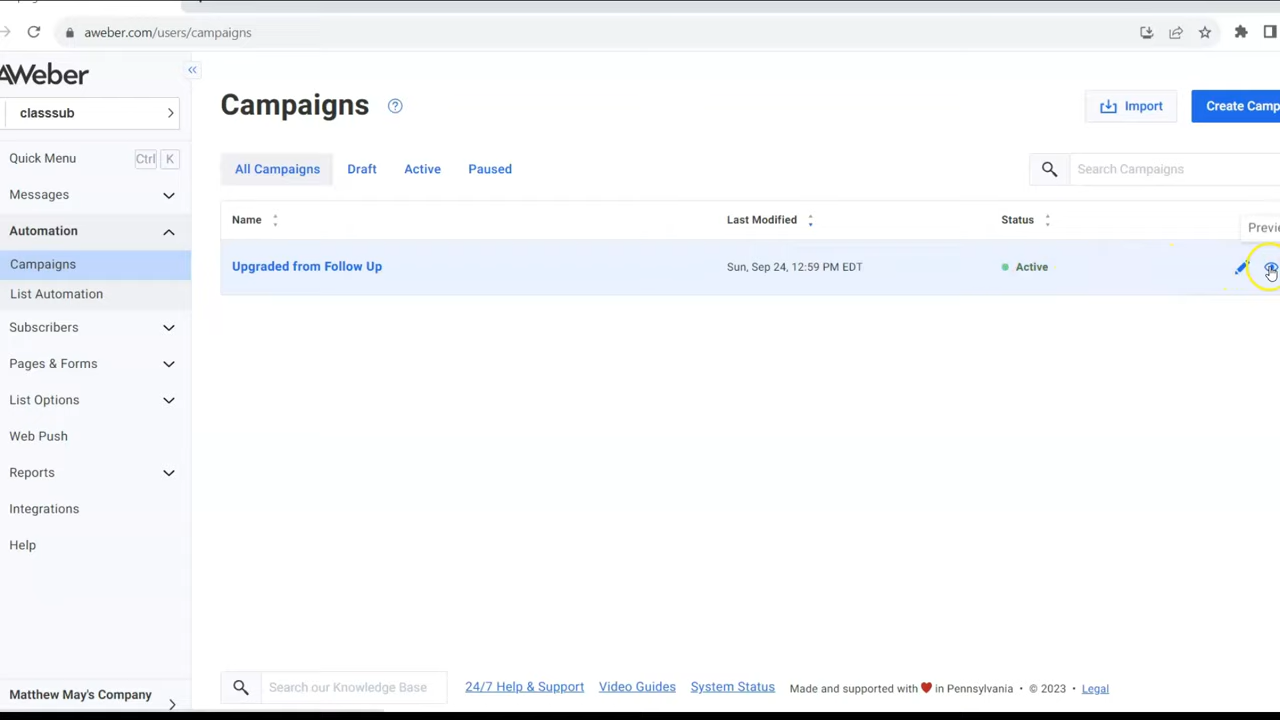 aweber.com/users/campaigns
AWeber
classsub
Quick Menu Ctrl K
Messages
Automation
Campaigns
List Automation
Subscribers
Pages & Forms
List Options
Web Push
Reports
Integrations
Help
Matthew May's Company
Campaigns
Import
Create Camp
All Campaigns Draft Active Paused
Search Campaigns
Name Last Modified Status
Previe
Upgraded from Follow Up Sun, Sep 24, 12:59 PM EDT Active
Search our Knowledge Base 24/7 Help & Support Video Guides System Status Made and supported with ❤ in Pennsylvania • © 2023 • Legal